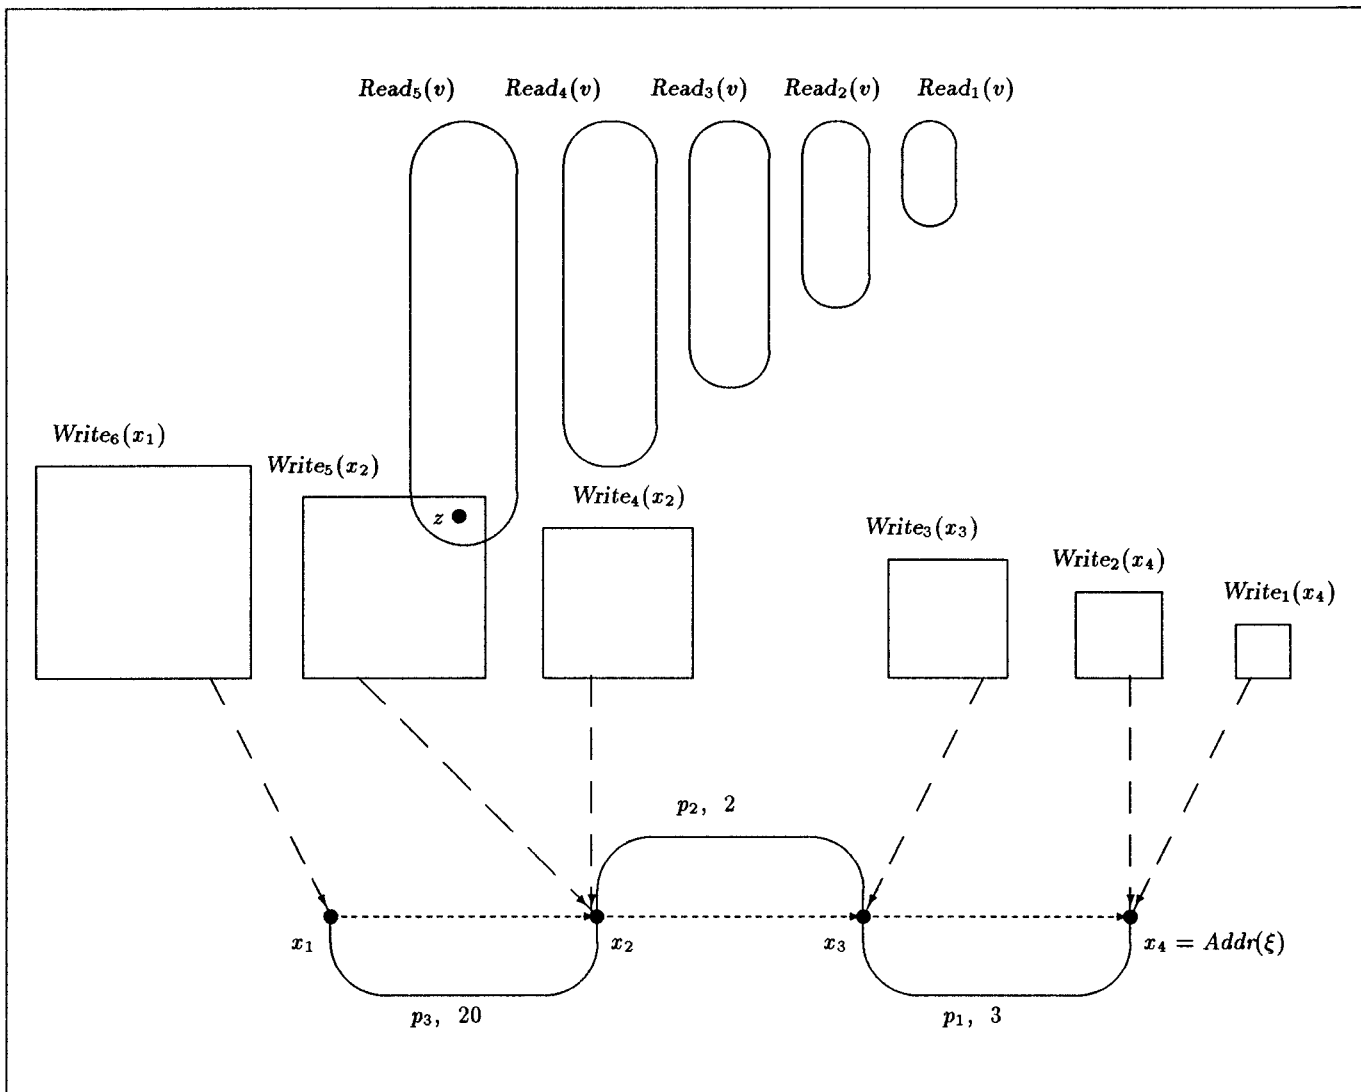 Read₅(v) Read₄(v) Read₃(v) Read₂(v) Read₁(v)
Write₆(x₁)
Write₅(x₂)
Write₄(x₂)
z
Write₃(x₃)
Write₂(x₄)
Write₁(x₄)
p₂, 2
x₁ x₂ x₃ x₄ = Addr(ξ)
p₃, 20 p₁, 3